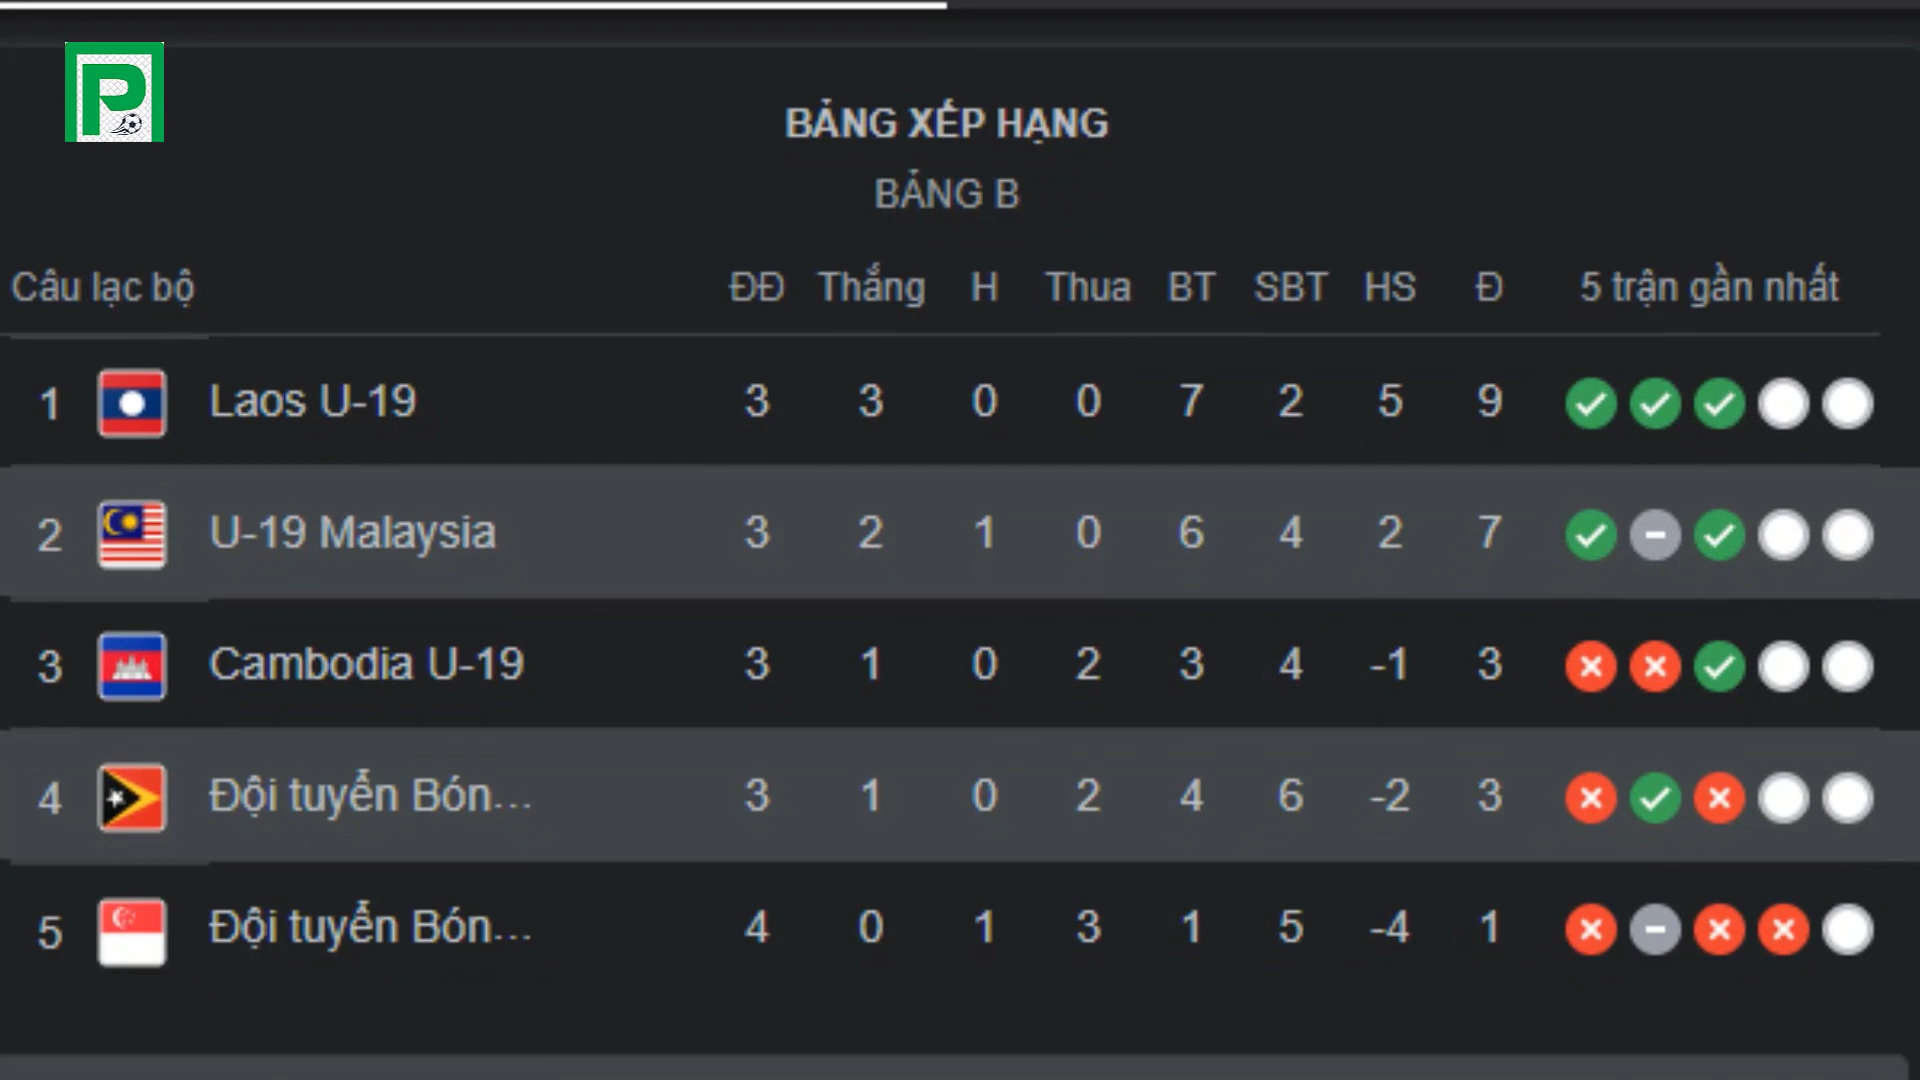 P
BẢNG XẾP HẠNG
BẢNG B
Câu lạc bộ ĐĐ Thắng H Thua BT SBT HS Đ 5 trận gần nhất
1 Laos U-19 3 3 0 0 7 2 5 9
2 U-19 Malaysia 3 2 1 0 6 4 2 7
3 Cambodia U-19 3 1 0 2 3 4 -1 3
4 Đội tuyển Bón... 3 1 0 2 4 6 -2 3
5 Đội tuyển Bón... 4 0 1 3 1 5 -4 1